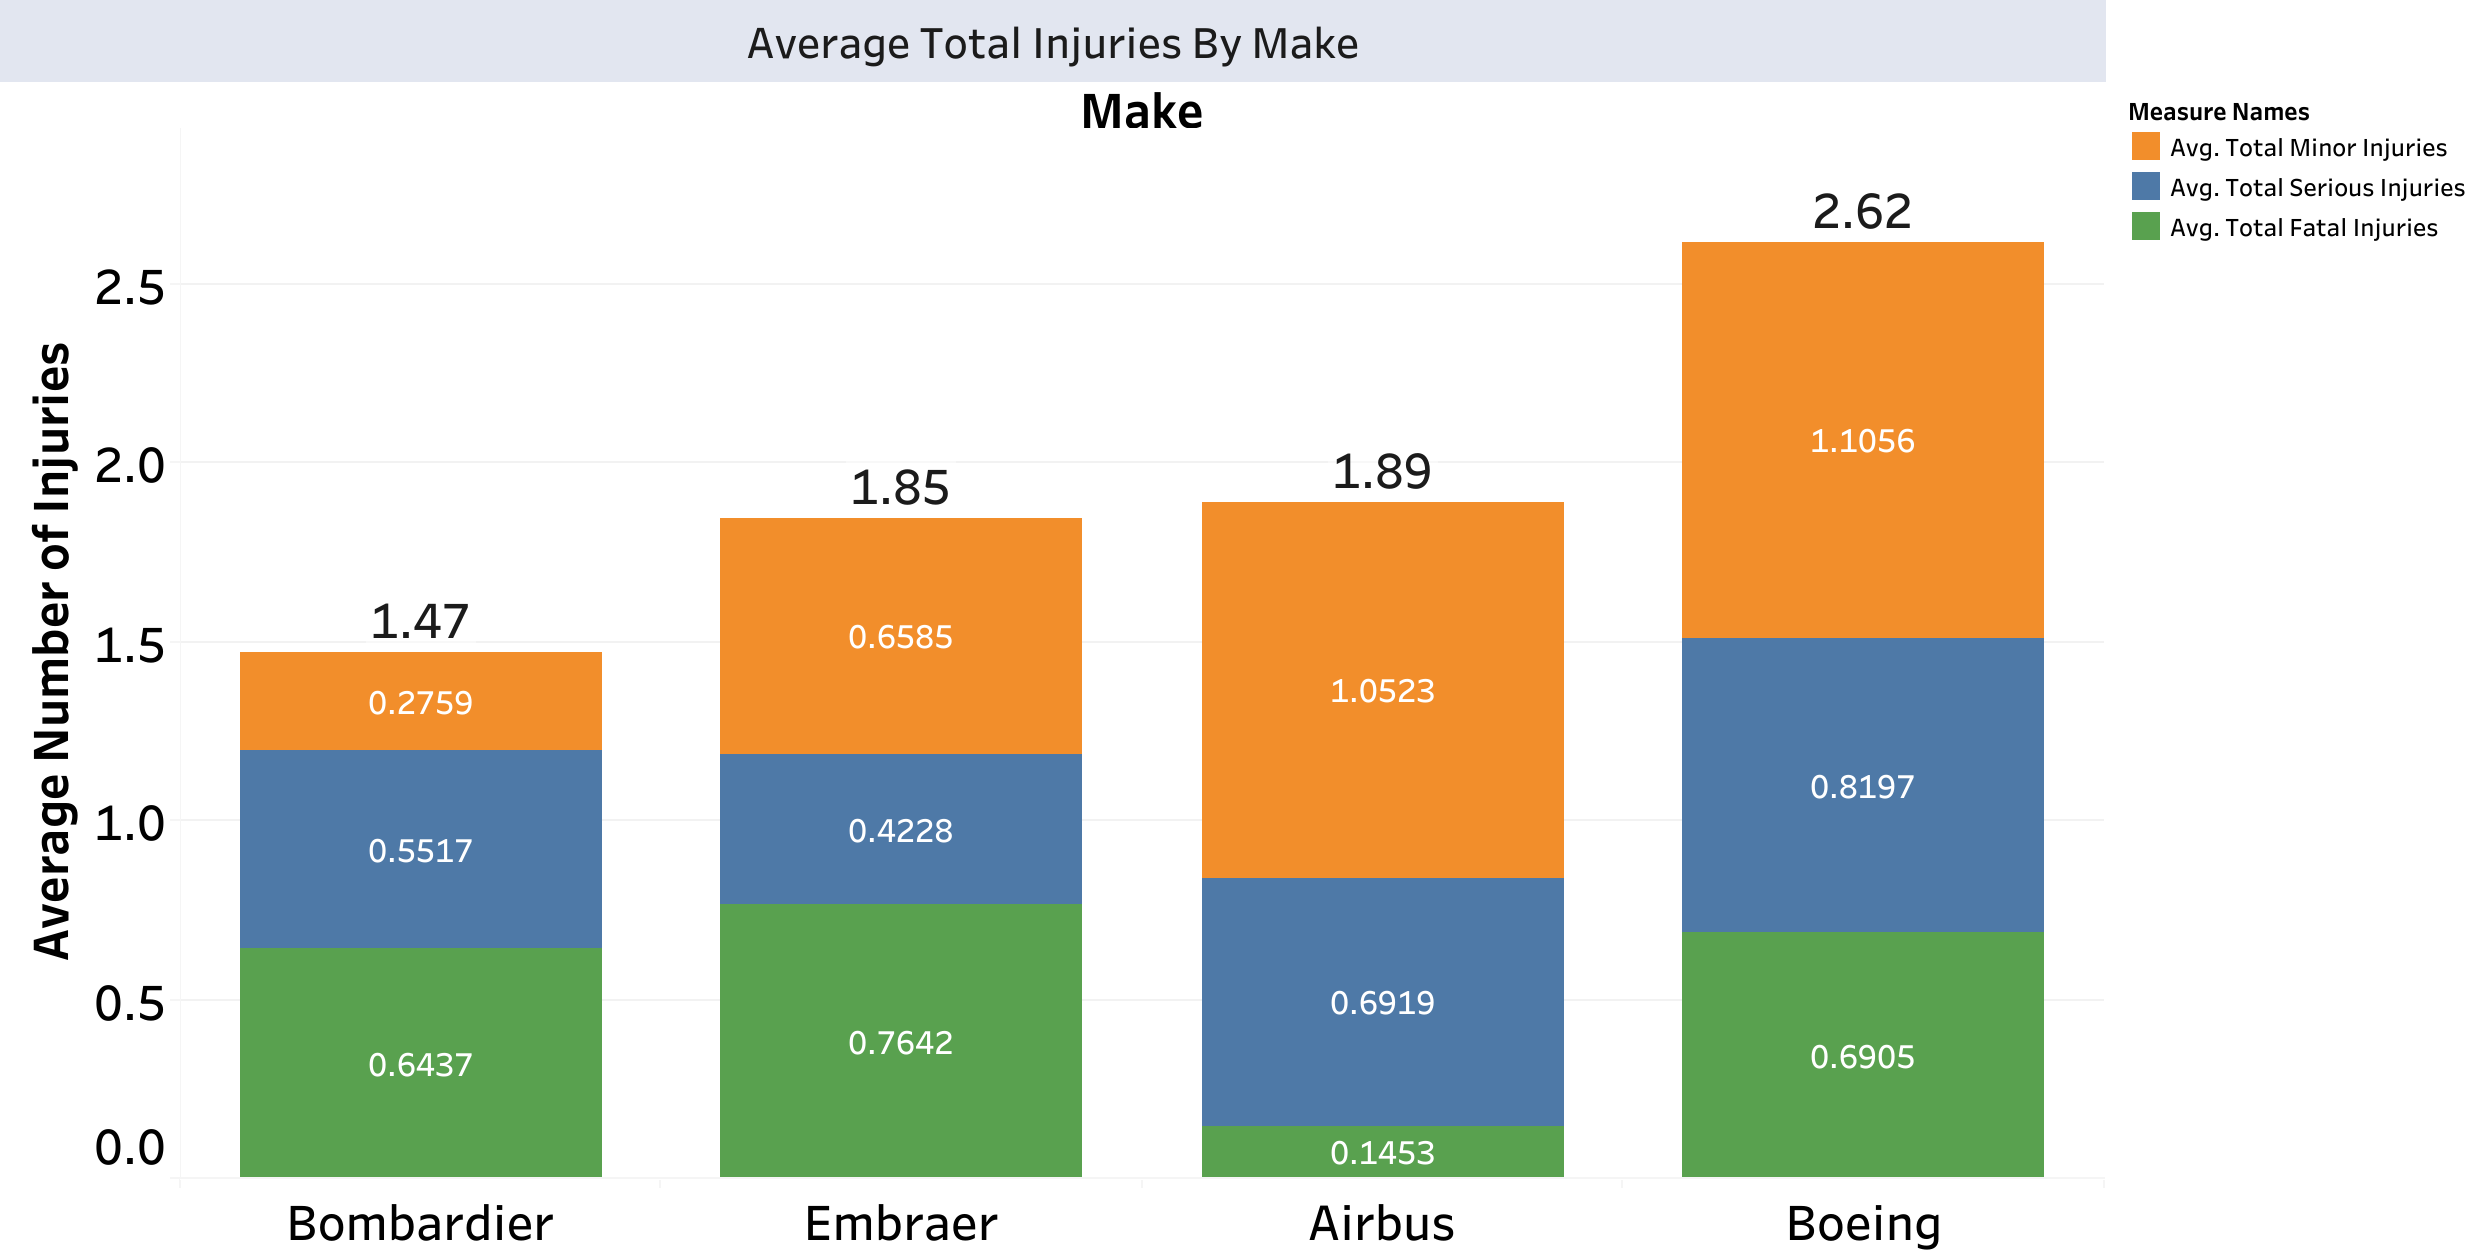 Average Total Injuries By Make
Make
Measure Names
Avg. Total Minor Injuries
Avg. Total Serious Injuries
Avg. Total Fatal Injuries
Average Number of Injuries
2.5
2.0
1.5
1.0
0.5
0.0
1.47
0.2759
0.5517
0.6437
1.85
0.6585
0.4228
0.7642
1.89
1.0523
0.6919
0.1453
2.62
1.1056
0.8197
0.6905
Bombardier
Embraer
Airbus
Boeing